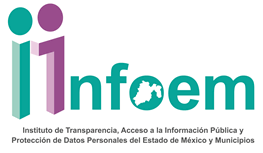 infoem
Instituto de Transparencia, Acceso a la Información Pública y
Protección de Datos Personales del Estado de México y Municipios